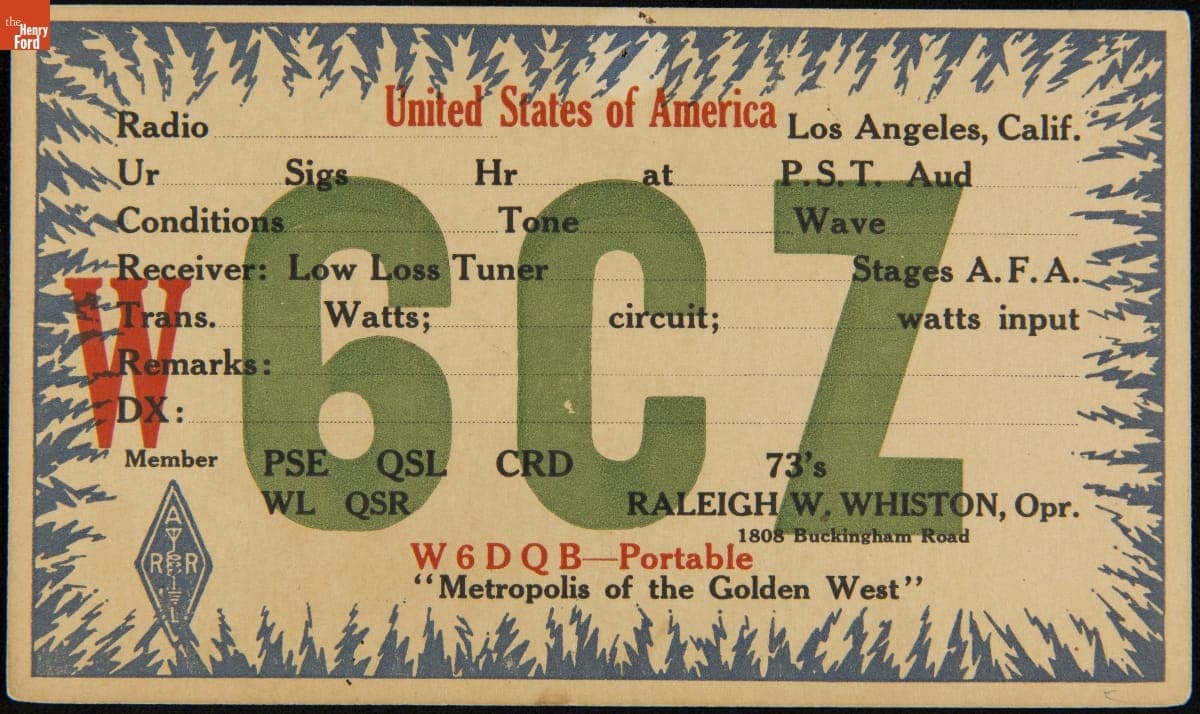 the
Henry
Ford
United States of America
Radio Los Angeles, Calif.
Ur Sigs Hr at P.S.T. Aud
Conditions Tone Wave
Receiver: Low Loss Tuner Stages A.F.A.
Trans. Watts; circuit; watts input
Remarks:
DX:
W 6CZ
Member PSE QSL CRD 73's
WL QSR RALEIGH W. WHISTON, Opr.
1808 Buckingham Road
A
R R
L
W6DQB—Portable
"Metropolis of the Golden West"